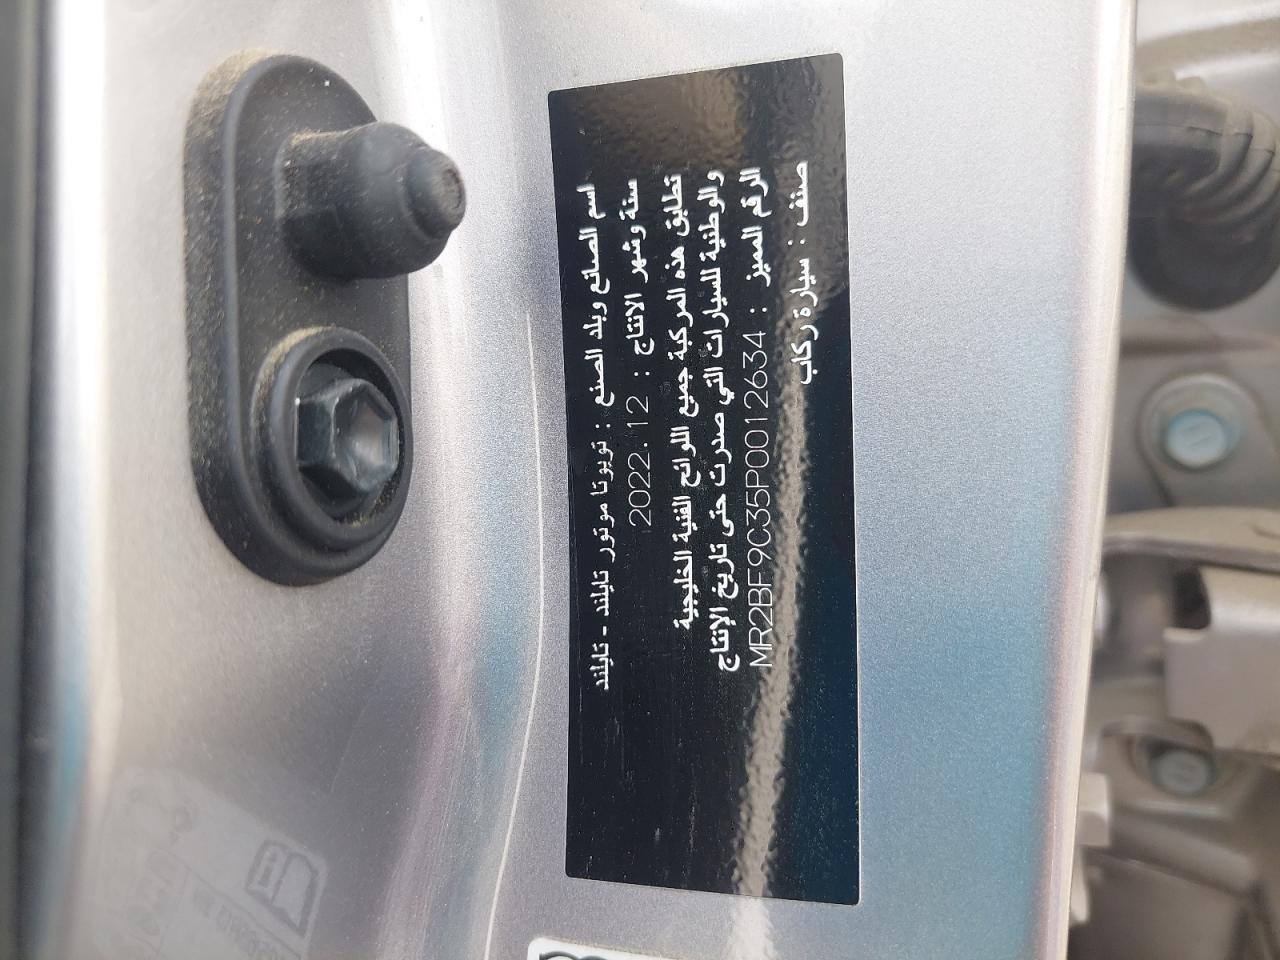 اسم الصانع وبلد الصنع : تويوتا موتور تايلند - تايلند
سنة وشهر الانتاج : 2022.12
تطابق هذه المركبة جميع اللوائح الفنية الخليجية
والوطنية للسيارات التي صدرت حتى تاريخ الإنتاج
الرقم المميز : MR2BF9C35P0012634
صنف : سيارة ركاب